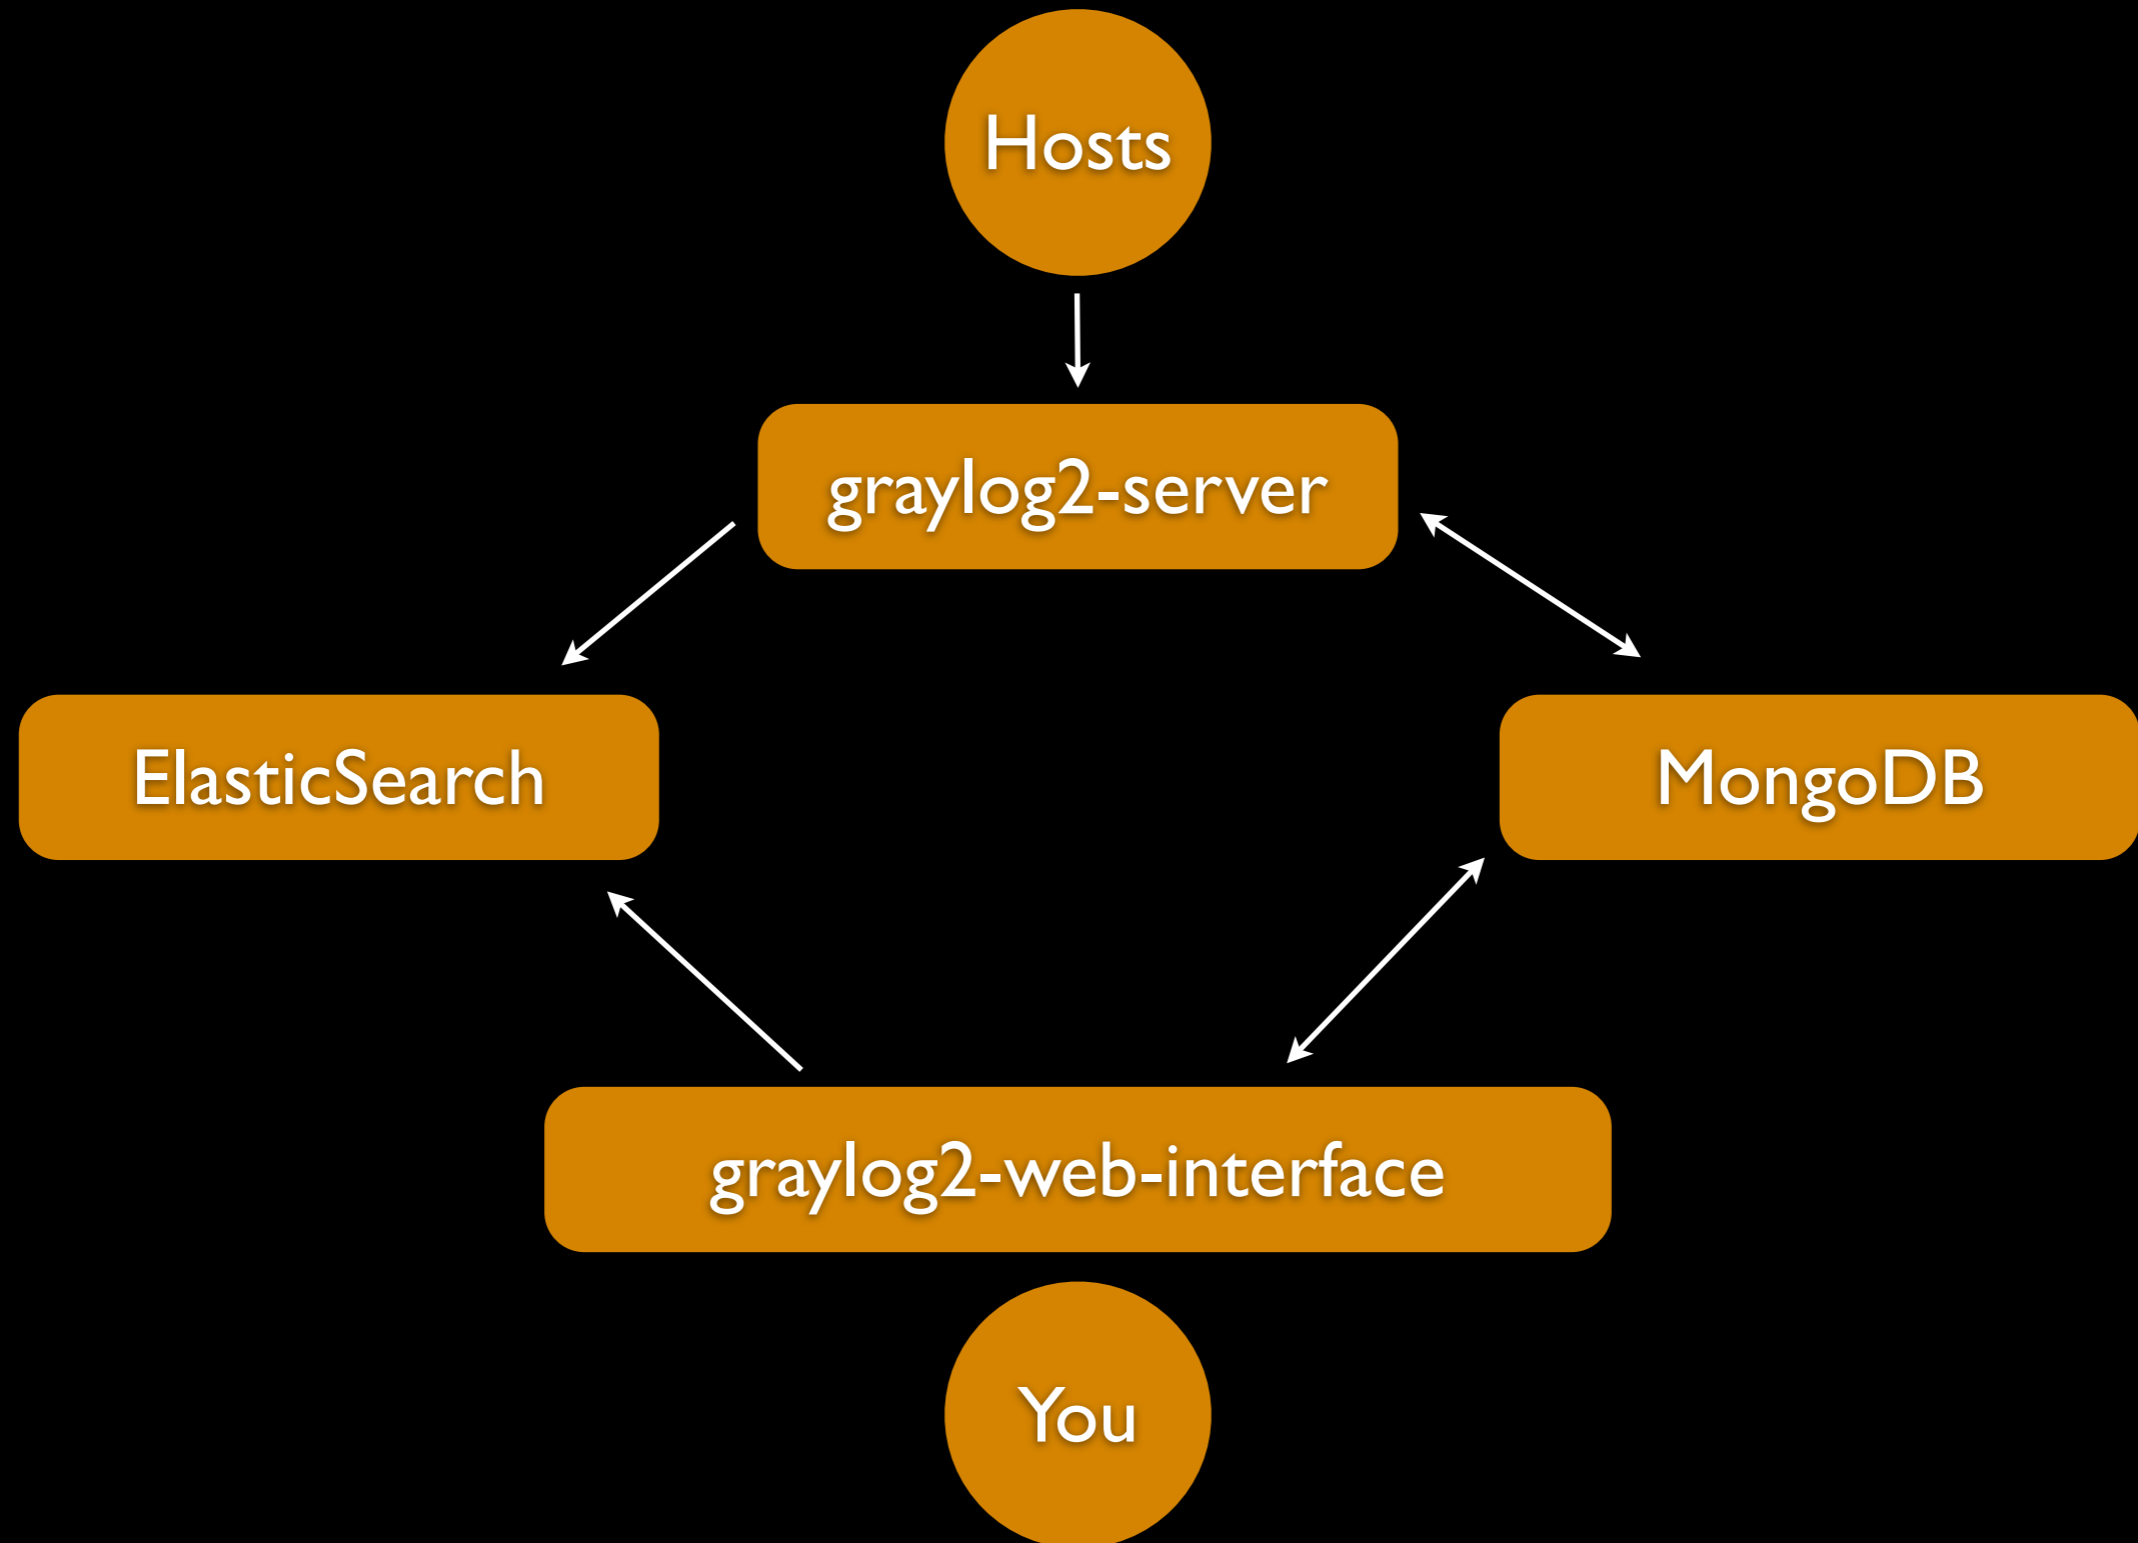 Hosts
graylog2-server
ElasticSearch
MongoDB
graylog2-web-interface
You